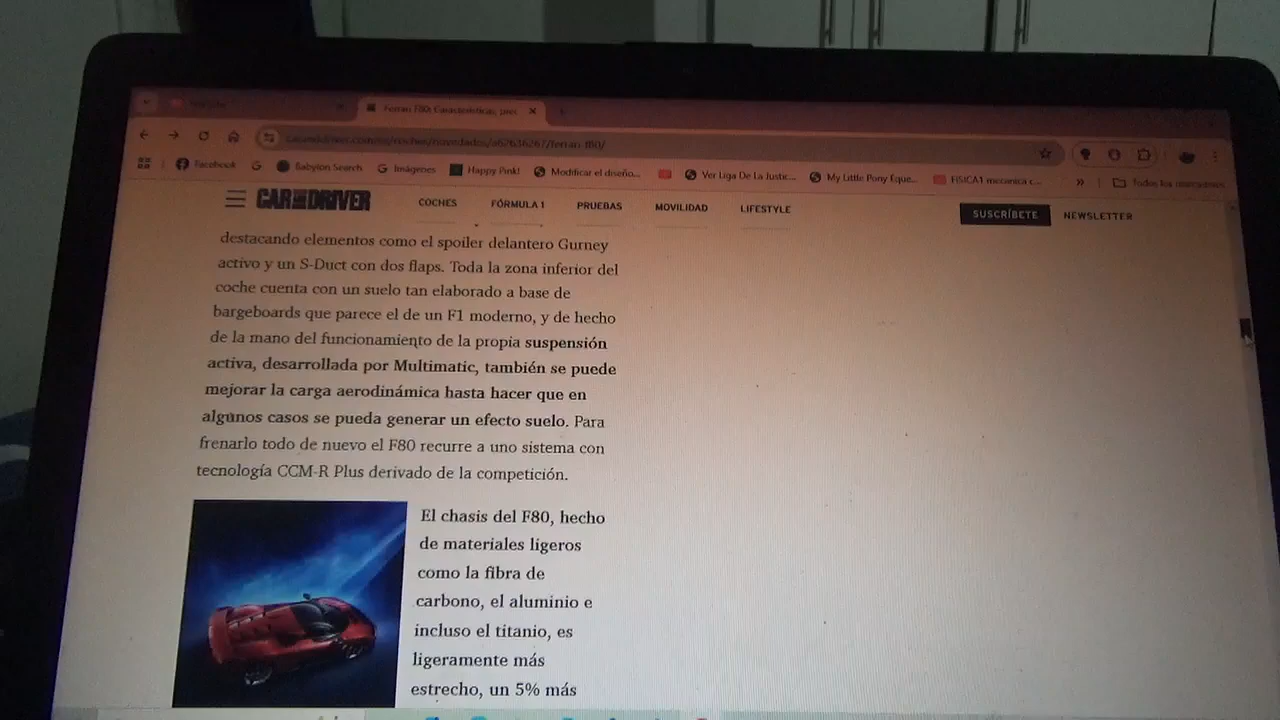 Ferrari F80: Características, prec
caranddriver.com/es/coches/novedades/a62636267/ferrari-f80/
Facebook
G
Babylon Search
Imágenes
Happy Pink!
Modificar el diseño...
Ver Liga De La Justic...
My Little Pony Eque...
FISICA1 mecanica c...
»
Todos los marcadores
CAR AND DRIVER
COCHES
FÓRMULA 1
PRUEBAS
MOVILIDAD
LIFESTYLE
SUSCRÍBETE
NEWSLETTER
destacando elementos como el spoiler delantero Gurney
activo y un S-Duct con dos flaps. Toda la zona inferior del
coche cuenta con un suelo tan elaborado a base de
bargeboards que parece el de un F1 moderno, y de hecho
de la mano del funcionamiento de la propia suspensión
activa, desarrollada por Multimatic, también se puede
mejorar la carga aerodinámica hasta hacer que en
algunos casos se pueda generar un efecto suelo. Para
frenarlo todo de nuevo el F80 recurre a uno sistema con
tecnología CCM-R Plus derivado de la competición.
El chasis del F80, hecho
de materiales ligeros
como la fibra de
carbono, el aluminio e
incluso el titanio, es
ligeramente más
estrecho, un 5% más